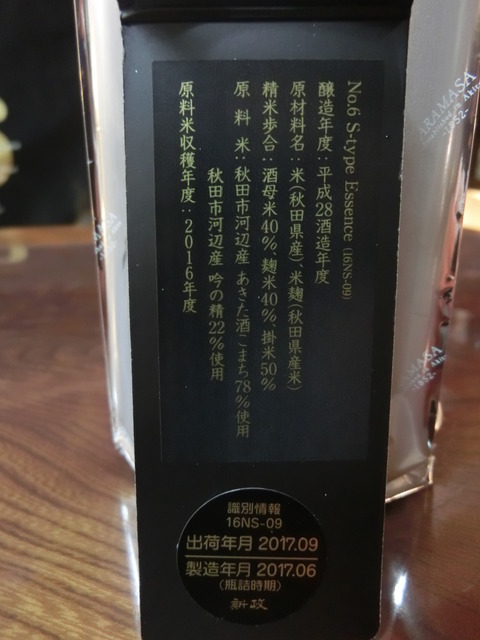 No.6 S-type Essence (16NS-09)
醸造年度:平成28酒造年度
原材料名:米(秋田県産)、米麹(秋田県産米)
精米歩合:酒母米40%、麹米40%、掛米50%
原料米:秋田市河辺産 あきた酒こまち78%使用
秋田市河辺産 吟の精22%使用
原料米収穫年度:2016年度
識別情報
16NS-09
出荷年月 2017.09
製造年月 2017.06
(瓶詰時期)
新政
ARAMASA
-1852-
AMASA
1852-